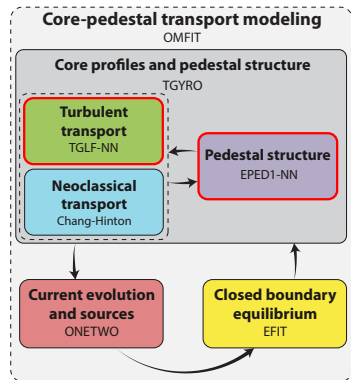 Core-pedestal transport modeling
OMFIT
Core profiles and pedestal structure
TGYRO
Turbulent
transport
TGLF-NN
Pedestal structure
EPED1-NN
Neoclassical
transport
Chang-Hinton
Current evolution
and sources
ONETWO
Closed boundary
equilibrium
EFIT